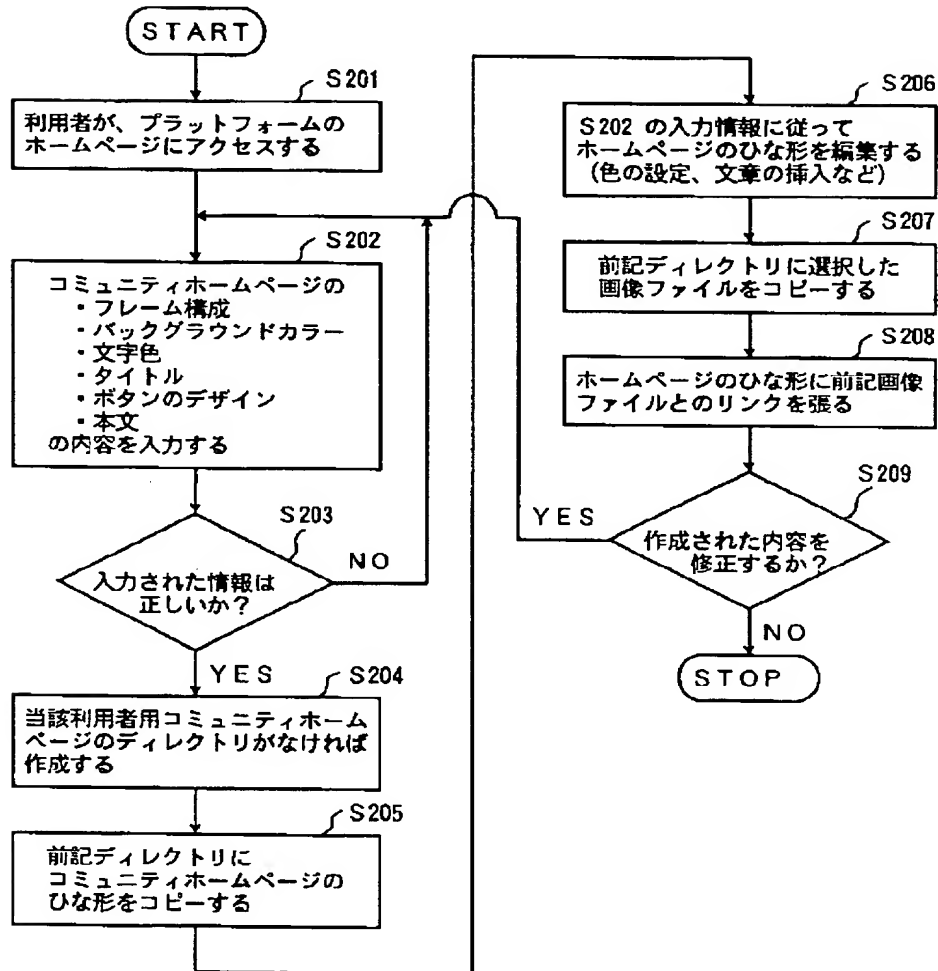 START
S201
利用者が、プラットフォームの
ホームページにアクセスする
S202
コミュニティホームページの
・フレーム構成
・バックグラウンドカラー
・文字色
・タイトル
・ボタンのデザイン
・本文
の内容を入力する
S203
入力された情報は
正しいか？
NO
YES
S204
当該利用者用コミュニティホーム
ページのディレクトリがなければ
作成する
S205
前記ディレクトリに
コミュニティホームページの
ひな形をコピーする
S206
S202 の入力情報に従って
ホームページのひな形を編集する
(色の設定、文章の挿入など)
S207
前記ディレクトリに選択した
画像ファイルをコピーする
S208
ホームページのひな形に前記画像
ファイルとのリンクを張る
S209
作成された内容を
修正するか？
YES
NO
STOP